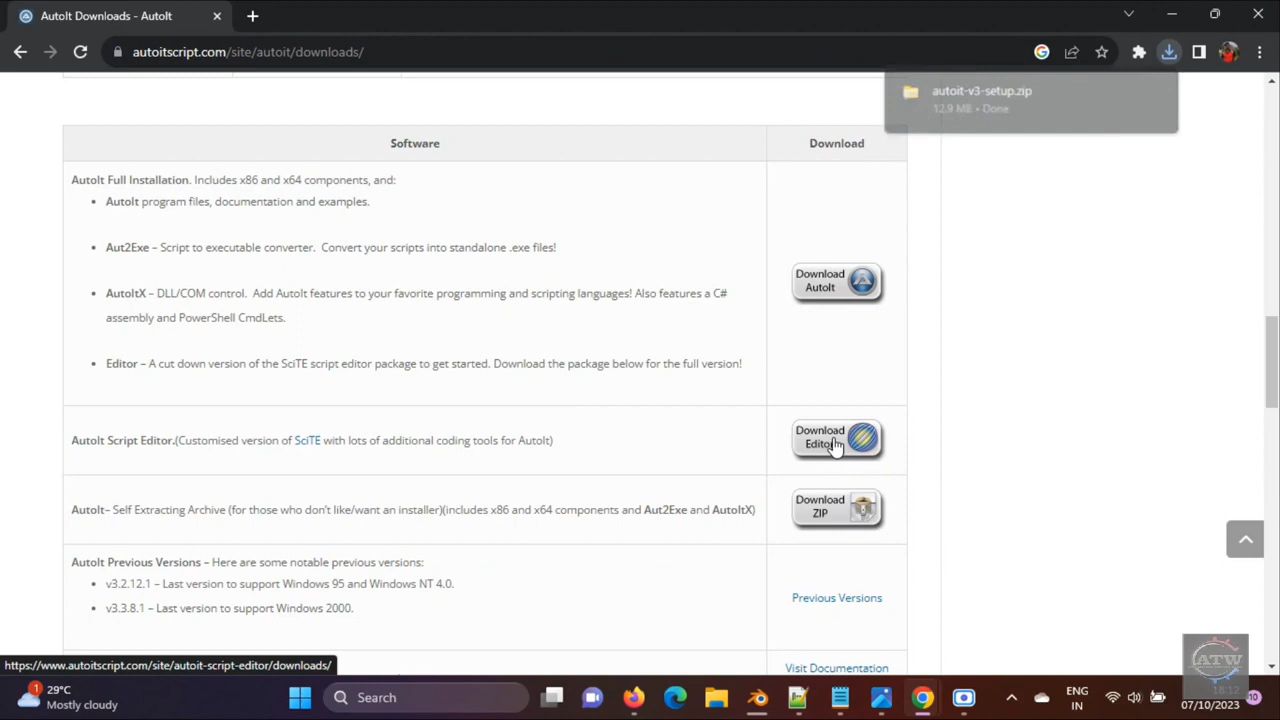 AutoIt Downloads - AutoIt
autoitscript.com/site/autoit/downloads/
autoit-v3-setup.zip
12.9 MB • Done
Software
Download
AutoIt Full Installation. Includes x86 and x64 components, and:
• AutoIt program files, documentation and examples.
• Aut2Exe – Script to executable converter. Convert your scripts into standalone .exe files!
• AutoItX – DLL/COM control. Add AutoIt features to your favorite programming and scripting languages! Also features a C#
assembly and PowerShell CmdLets.
• Editor – A cut down version of the SciTE script editor package to get started. Download the package below for the full version!
Download
AutoIt
AutoIt Script Editor.(Customised version of SciTE with lots of additional coding tools for AutoIt)
Download
Editor
AutoIt– Self Extracting Archive (for those who don't like/want an installer)(includes x86 and x64 components and Aut2Exe and AutoItX)
Download
ZIP
AutoIt Previous Versions – Here are some notable previous versions:
• v3.2.12.1 – Last version to support Windows 95 and Windows NT 4.0.
• v3.3.8.1 – Last version to support Windows 2000.
Previous Versions
Visit Documentation
https://www.autoitscript.com/site/autoit-script-editor/downloads/
ATW
1
29°C
Mostly cloudy
Search
ENG
IN
18:12
07/10/2023
10